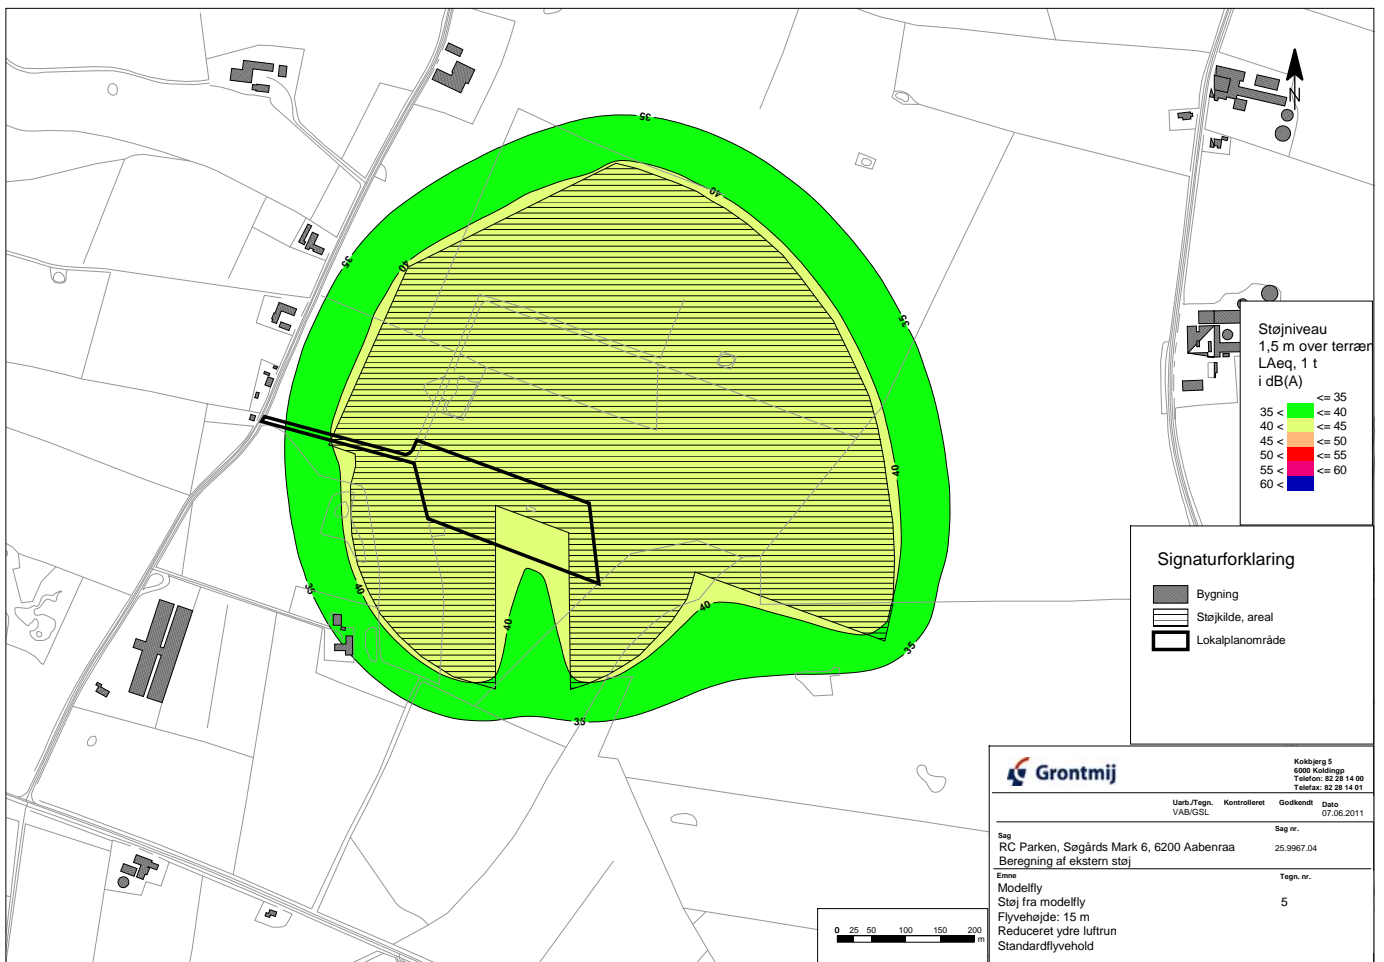 35
40
35
40
35
40
35
40
40
40
35
35
N
Støjniveau
1,5 m over terræn
LAeq, 1 t
i dB(A)
<= 35
35 < <= 40
40 < <= 45
45 < <= 50
50 < <= 55
55 < <= 60
60 <
Signaturforklaring
Bygning
Støjkilde, areal
Lokalplanområde
Grontmij
Kokbjerg 5
6000 Koldingp
Telefon: 82 28 14 00
Telefax: 82 28 14 01
Uarb./Tegn. Kontrolleret Godkendt Dato
VAB/GSL 07.06.2011
Sag Sag nr.
RC Parken, Søgårds Mark 6, 6200 Aabenraa 25.9967.04
Beregning af ekstern støj
Emne Tegn. nr.
Modelfly
Støj fra modelfly 5
Flyvehøjde: 15 m
Reduceret ydre luftrum
Standardflyvehold
0 25 50 100 150 200
m